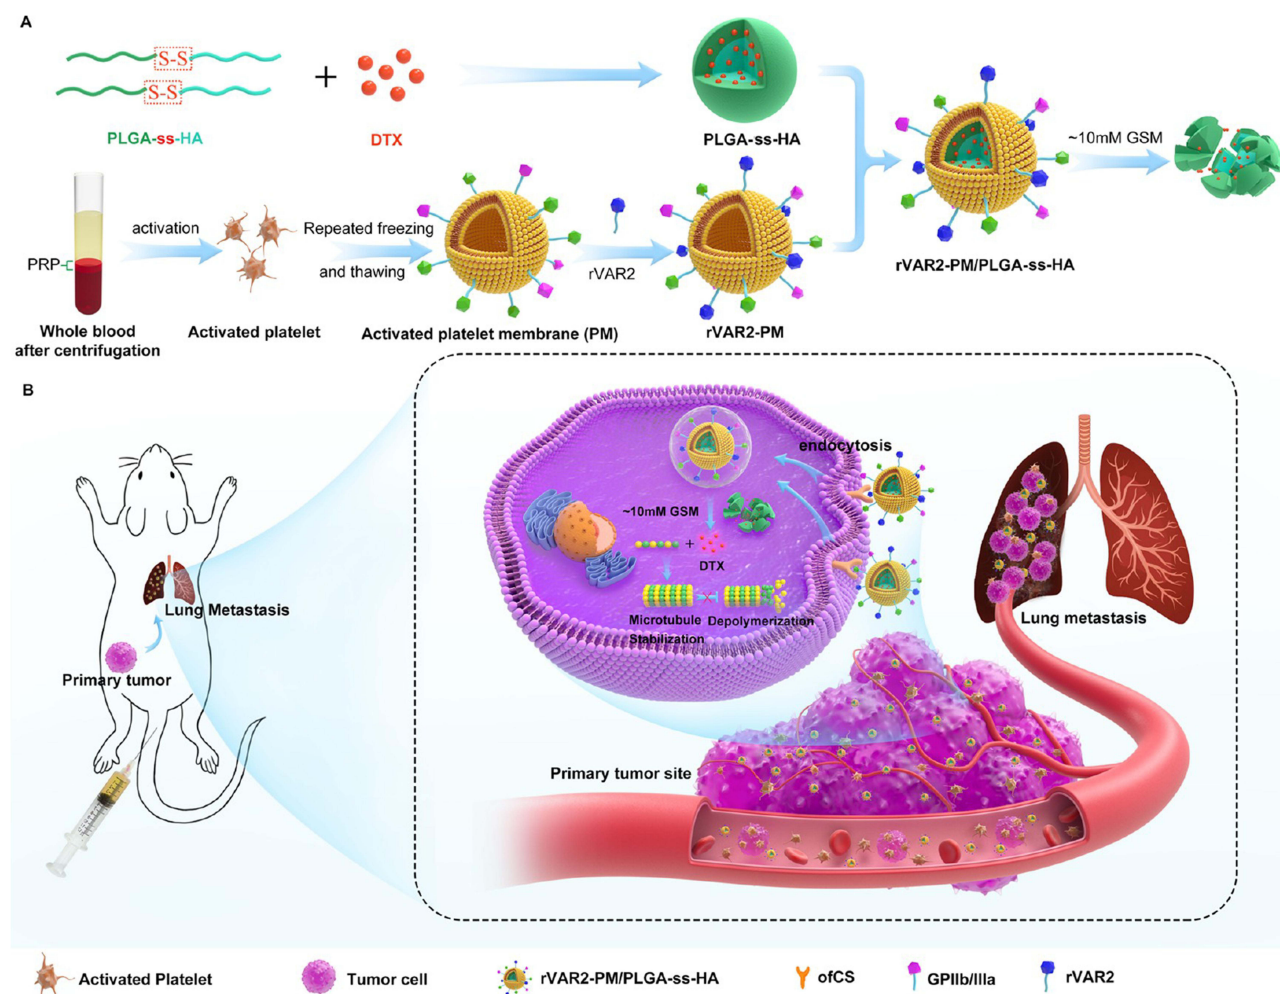 A
S-S
S-S
PLGA-ss-HA
+
DTX
PLGA-ss-HA
~10mM GSM
rVAR2-PM/PLGA-ss-HA
PRP
activation
Repeated freezing
and thawing
rVAR2
Whole blood
after centrifugation
Activated platelet
Activated platelet membrane (PM)
rVAR2-PM
B
Lung Metastasis
Primary tumor
endocytosis
~10mM GSM
+
DTX
Microtubule
Stabilization
Depolymerization
Lung metastasis
Primary tumor site
Activated Platelet
Tumor cell
rVAR2-PM/PLGA-ss-HA
ofCS
GPIIb/IIIa
rVAR2